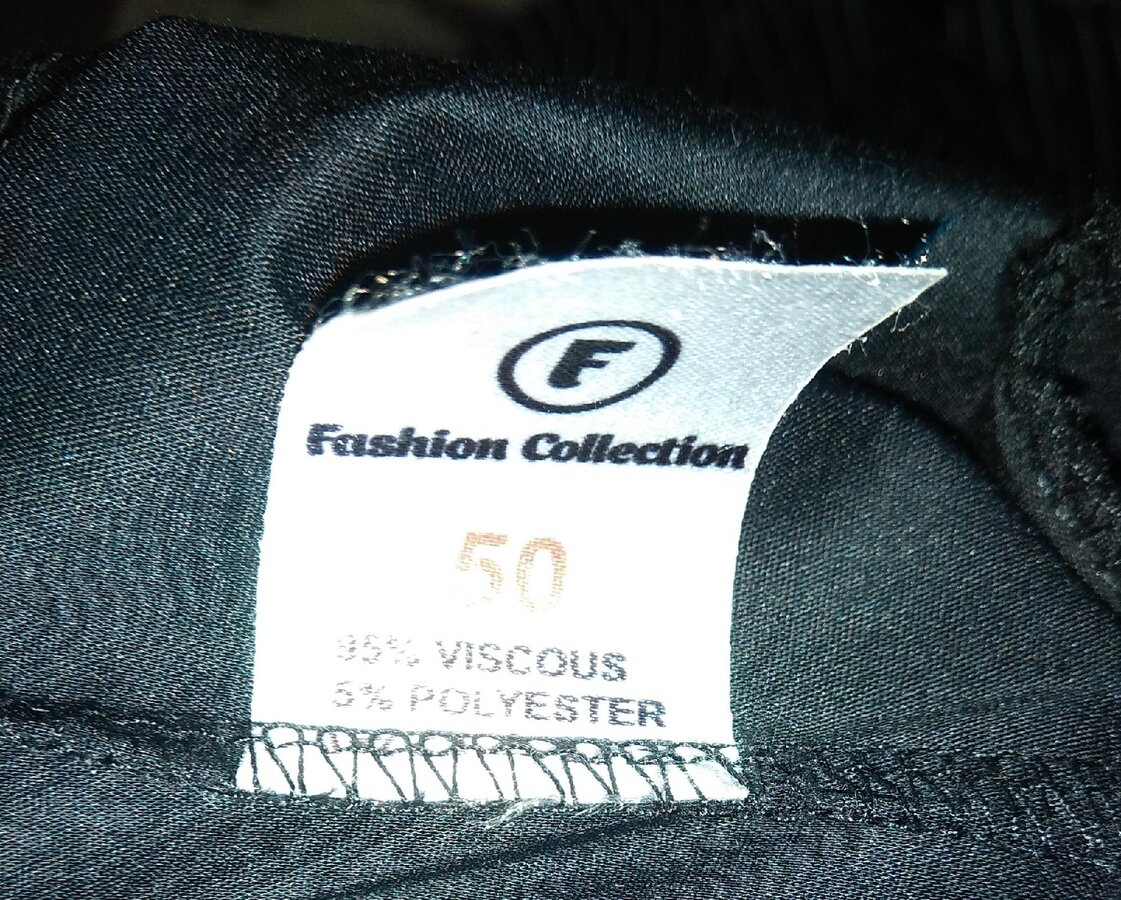 F
Fashion Collection
50
95% VISCOUS
5% POLYESTER